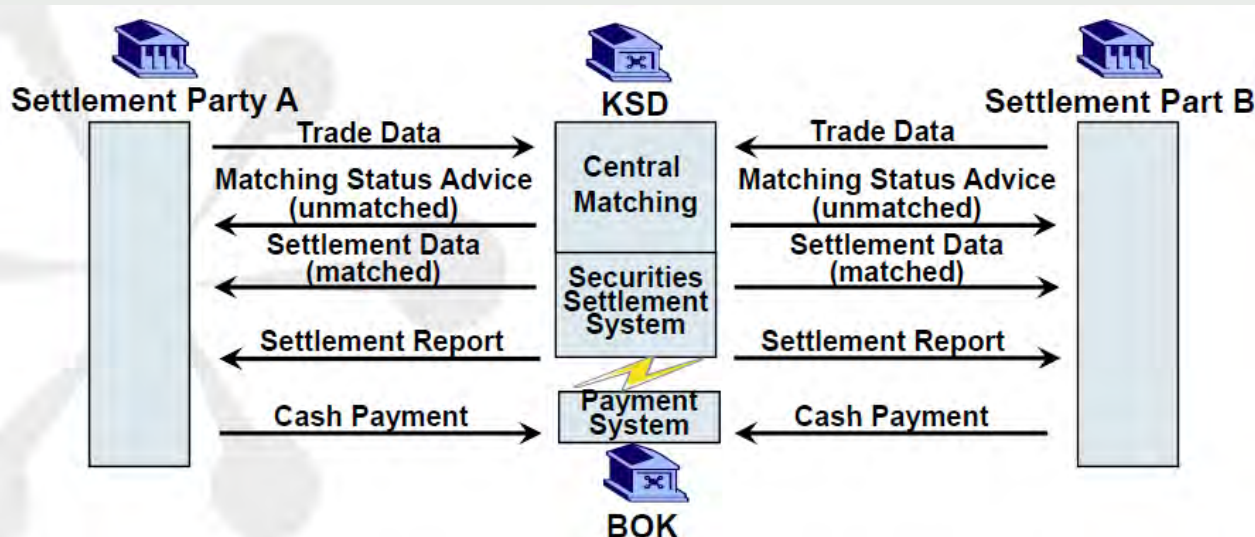 Settlement Party A
KSD
Settlement Part B
Trade Data
Trade Data
Central
Matching
Matching Status Advice
(unmatched)
Matching Status Advice
(unmatched)
Settlement Data
(matched)
Settlement Data
(matched)
Securities
Settlement
System
Settlement Report
Settlement Report
Payment
System
Cash Payment
Cash Payment
BOK